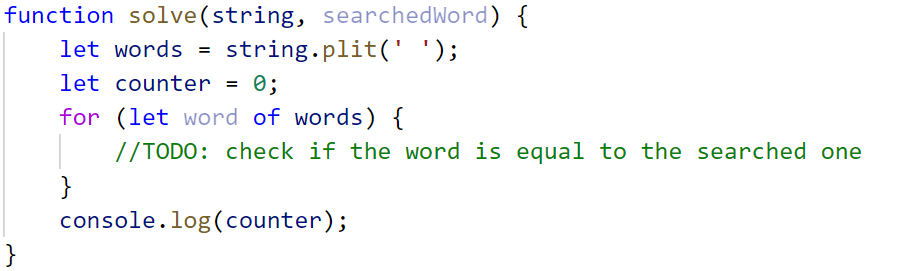 function solve(string, searchedWord) {
let words = string.plit(' ');
let counter = 0;
for (let word of words) {
//TODO: check if the word is equal to the searched one
}
console.log(counter);
}